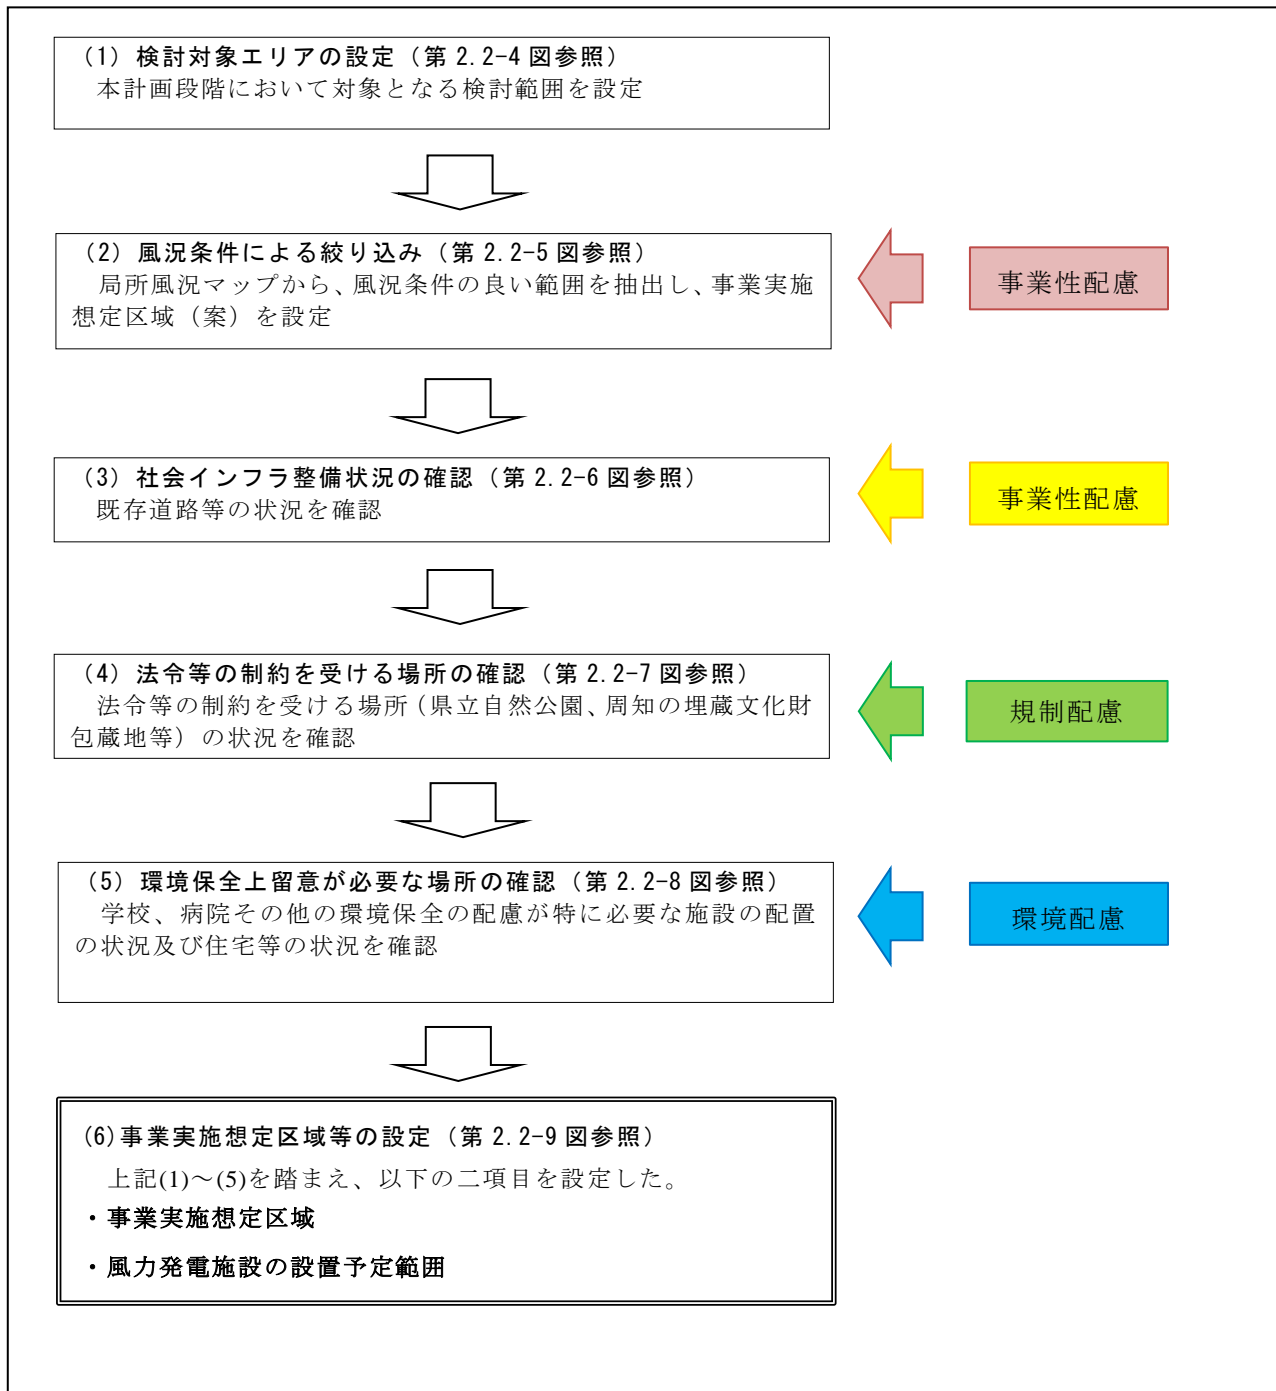 (1) 検討対象エリアの設定（第 2.2-4 図参照）
本計画段階において対象となる検討範囲を設定
(2) 風況条件による絞り込み（第 2.2-5 図参照）
局所風況マップから、風況条件の良い範囲を抽出し、事業実施
想定区域（案）を設定
事業性配慮
(3) 社会インフラ整備状況の確認（第 2.2-6 図参照）
既存道路等の状況を確認
事業性配慮
(4) 法令等の制約を受ける場所の確認（第 2.2-7 図参照）
法令等の制約を受ける場所（県立自然公園、周知の埋蔵文化財
包蔵地等）の状況を確認
規制配慮
(5) 環境保全上留意が必要な場所の確認（第 2.2-8 図参照）
学校、病院その他の環境保全の配慮が特に必要な施設の配置
の状況及び住宅等の状況を確認
環境配慮
(6)事業実施想定区域等の設定（第 2.2-9 図参照）
上記(1)～(5)を踏まえ、以下の二項目を設定した。
・事業実施想定区域
・風力発電施設の設置予定範囲